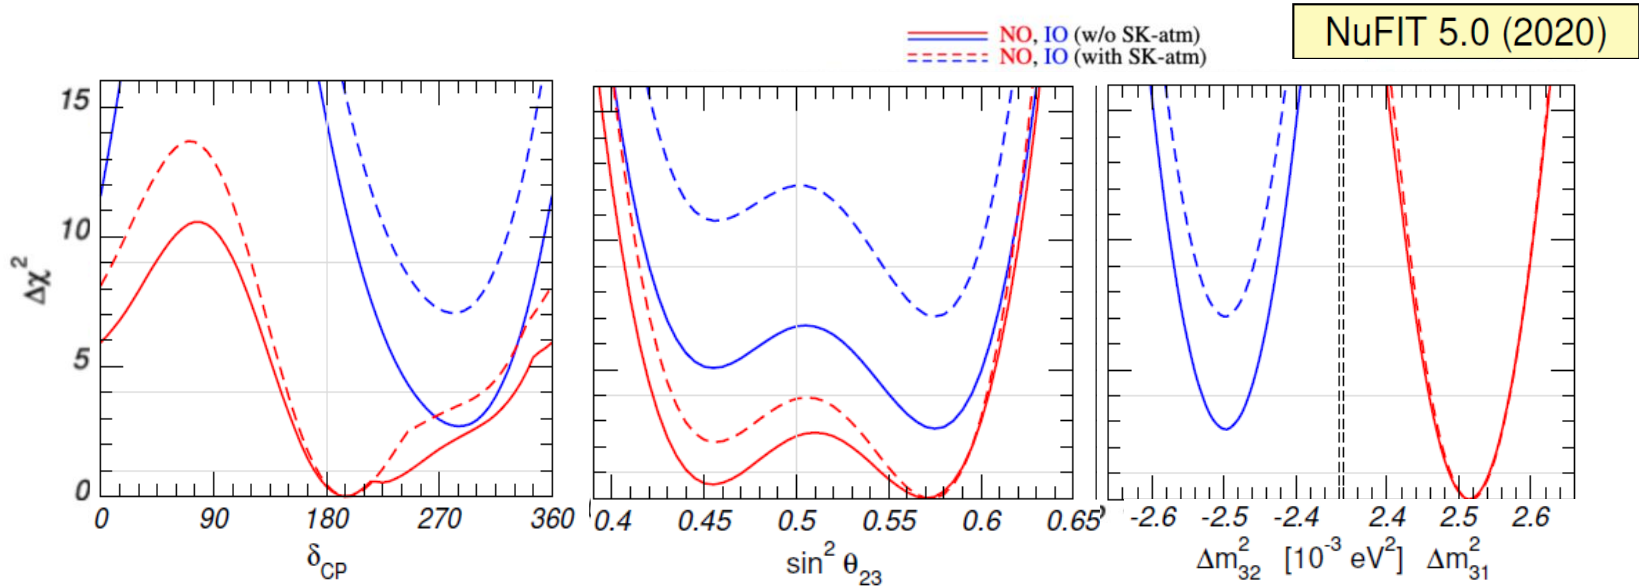 NuFIT 5.0 (2020)
NO, IO (w/o SK-atm)
NO, IO (with SK-atm)
15
10
5
0
Δχ²
0 90 180 270 360
δ_CP
0.4 0.45 0.5 0.55 0.6 0.65
sin² θ₂₃
-2.6 -2.5 -2.4 2.4 2.5 2.6
Δm²₃₂ [10⁻³ eV²] Δm²₃₁